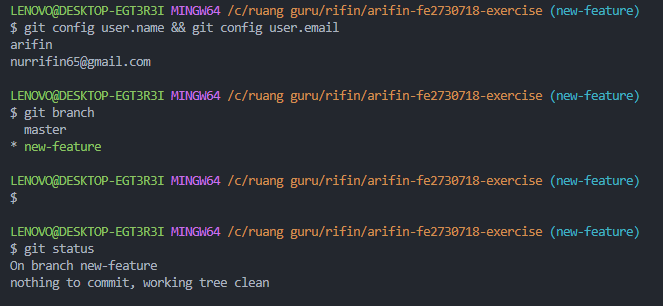 LENOVO@DESKTOP-EGT3R3I MINGW64 /c/ruang guru/rifin/arifin-fe2730718-exercise (new-feature)
$ git config user.name && git config user.email
arifin
nurrifin65@gmail.com
LENOVO@DESKTOP-EGT3R3I MINGW64 /c/ruang guru/rifin/arifin-fe2730718-exercise (new-feature)
$ git branch
  master
* new-feature
LENOVO@DESKTOP-EGT3R3I MINGW64 /c/ruang guru/rifin/arifin-fe2730718-exercise (new-feature)
$
LENOVO@DESKTOP-EGT3R3I MINGW64 /c/ruang guru/rifin/arifin-fe2730718-exercise (new-feature)
$ git status
On branch new-feature
nothing to commit, working tree clean